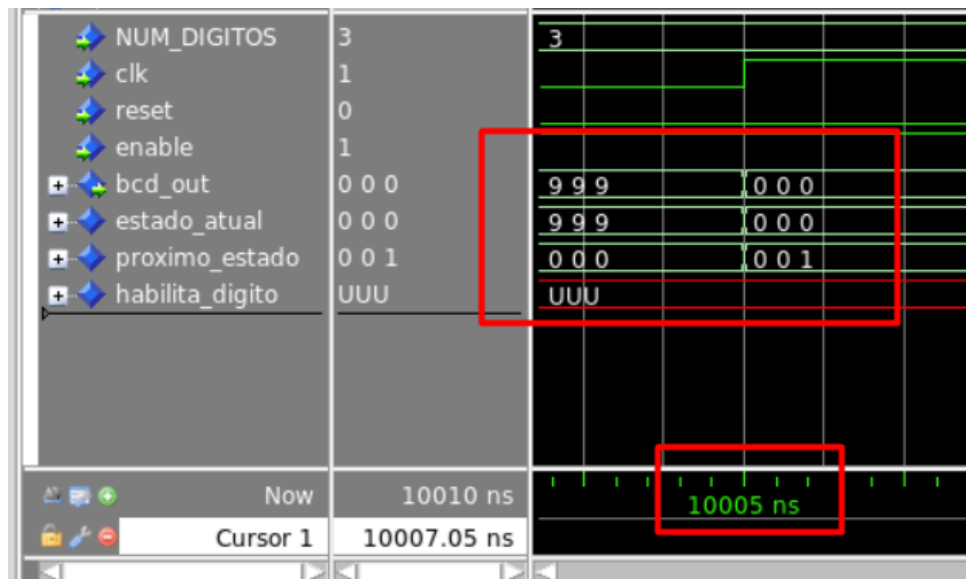 NUM_DIGITOS 3 3
clk 1
reset 0
enable 1
bcd_out 0 0 0 9 9 9 0 0 0
estado_atual 0 0 0 9 9 9 0 0 0
proximo_estado 0 0 1 0 0 0 0 0 1
habilita_digito UUU UUU
Now 10010 ns 10005 ns
Cursor 1 10007.05 ns